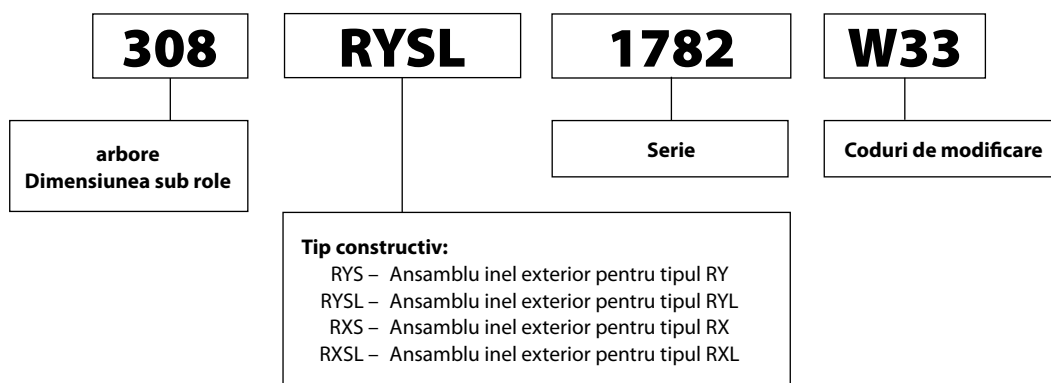 308 RYSL 1782 W33
arbore
Dimensiunea sub role
Serie
Coduri de modificare
Tip constructiv:
RYS – Ansamblu inel exterior pentru tipul RY
RYSL – Ansamblu inel exterior pentru tipul RYL
RXS – Ansamblu inel exterior pentru tipul RX
RXSL – Ansamblu inel exterior pentru tipul RXL